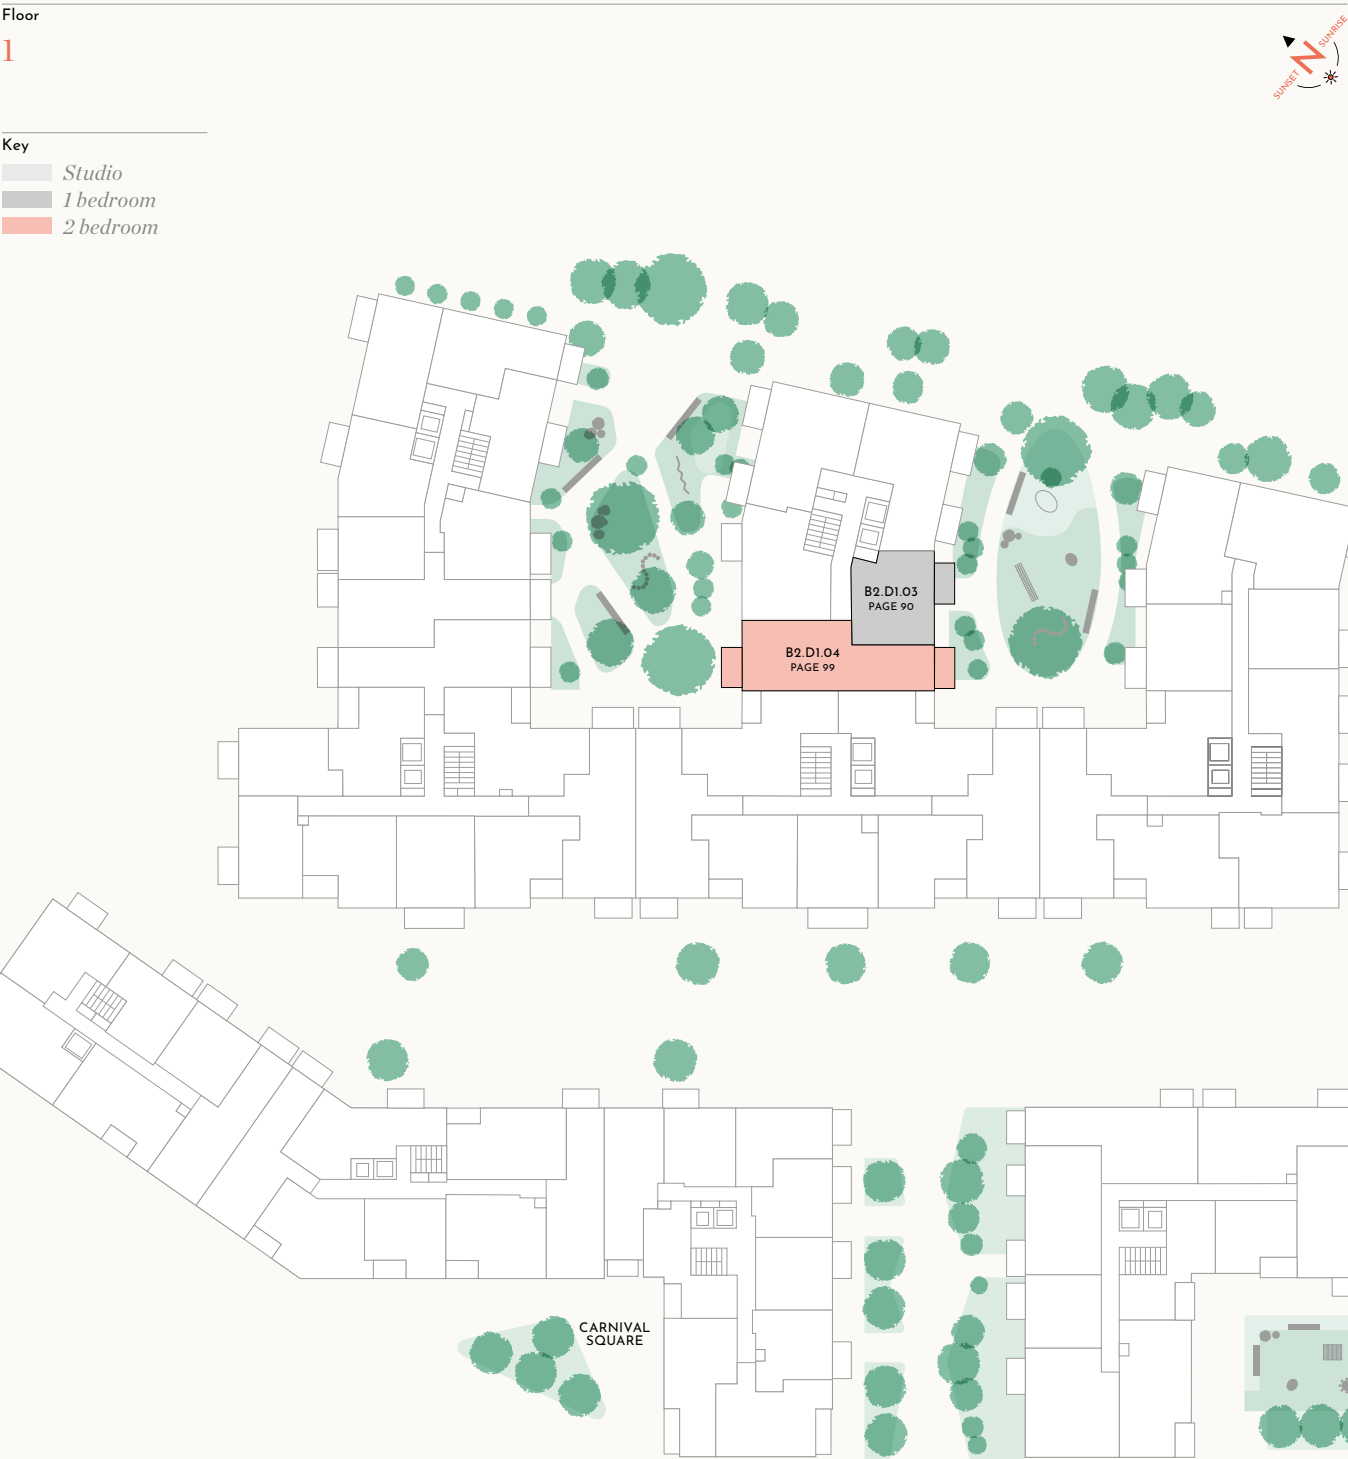 Floor
1
SUNRISE
N
SUNSET
Key
Studio
1 bedroom
2 bedroom
B2.D1.03
PAGE 90
B2.D1.04
PAGE 99
CARNIVAL
SQUARE